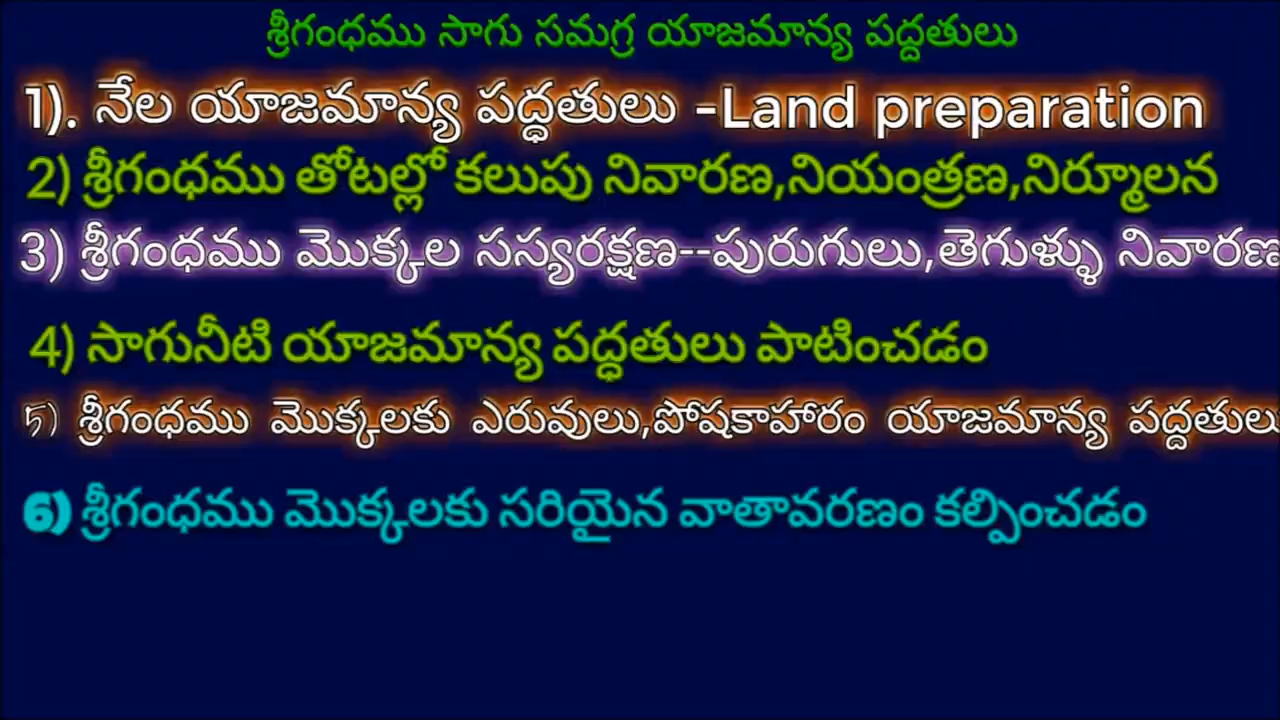 శ్రీగంధము సాగు సమగ్ర యాజమాన్య పద్దతులు
1). నేల యాజమాన్య పద్ధతులు -Land preparation
2) శ్రీగంధము తోటల్లో కలుపు నివారణ,నియంత్రణ,నిర్మూలన
3) శ్రీగంధము మొక్కల సస్యరక్షణ--పురుగులు,తెగుళ్ళు నివారణ
4) సాగునీటి యాజమాన్య పద్ధతులు పాటించడం
5) శ్రీగంధము మొక్కలకు ఎరువులు,పోషకాహారం యాజమాన్య పద్దతులు
6) శ్రీగంధము మొక్కలకు సరియైన వాతావరణం కల్పించడం